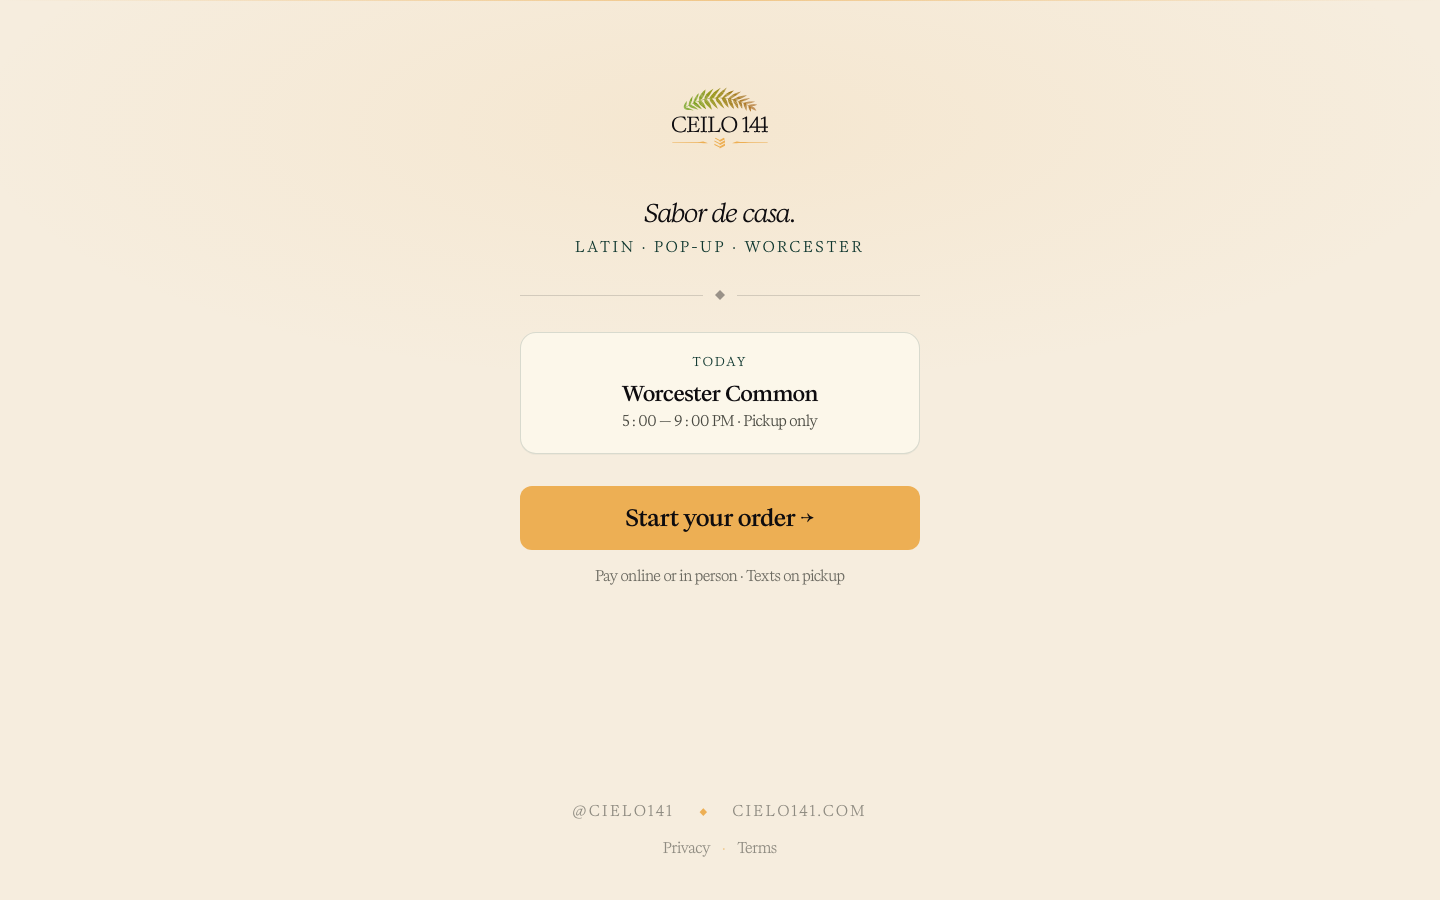 CEILO 141
Sabor de casa.
LATIN · POP-UP · WORCESTER
TODAY
Worcester Common
5:00 — 9:00 PM · Pickup only
Start your order →
Pay online or in person · Texts on pickup
@CIELO141 ◆ CIELO141.COM
Privacy · Terms